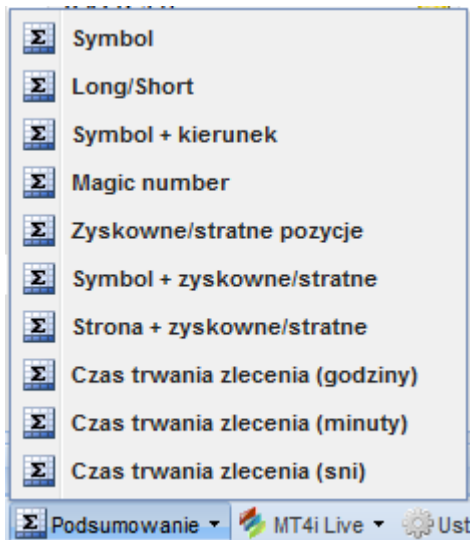 Symbol
Long/Short
Symbol + kierunek
Magic number
Zyskowne/stratne pozycje
Symbol + zyskowne/stratne
Strona + zyskowne/stratne
Czas trwania zlecenia (godziny)
Czas trwania zlecenia (minuty)
Czas trwania zlecenia (sni)
Podsumowanie MT4i Live Ust